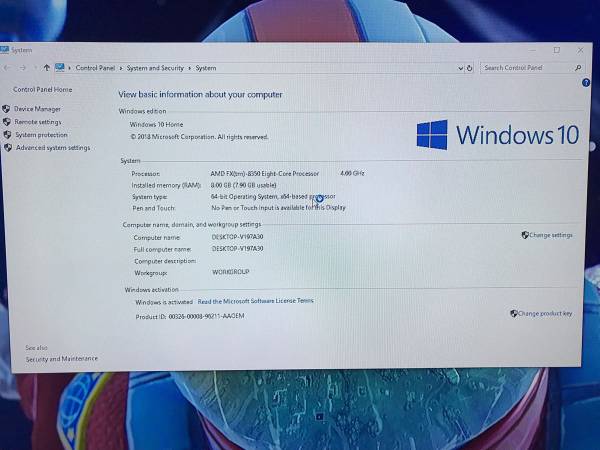 System
Control Panel > System and Security > System
Search Control Panel
Control Panel Home
Device Manager
Remote settings
System protection
Advanced system settings
See also
Security and Maintenance
View basic information about your computer
Windows edition
Windows 10 Home
© 2018 Microsoft Corporation. All rights reserved.
Windows 10
System
Processor: AMD FX(tm)-8350 Eight-Core Processor 4.00 GHz
Installed memory (RAM): 8.00 GB (7.90 GB usable)
System type: 64-bit Operating System, x64-based processor
Pen and Touch: No Pen or Touch Input is available for this Display
Computer name, domain, and workgroup settings
Computer name: DESKTOP-V197A30
Change settings
Full computer name: DESKTOP-V197A30
Computer description:
Workgroup: WORKGROUP
Windows activation
Windows is activated Read the Microsoft Software License Terms
Product ID: 00326-00008-98211-AAOEM
Change product key